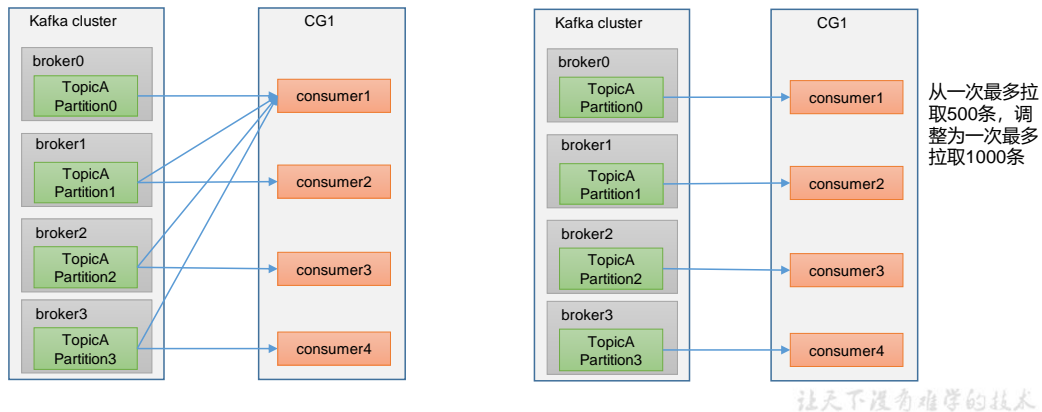 Kafka cluster
CG1
broker0
TopicA
Partition0
consumer1
broker1
TopicA
Partition1
consumer2
broker2
TopicA
Partition2
consumer3
broker3
TopicA
Partition3
consumer4
Kafka cluster
CG1
broker0
TopicA
Partition0
consumer1
broker1
TopicA
Partition1
consumer2
broker2
TopicA
Partition2
consumer3
broker3
TopicA
Partition3
consumer4
从一次最多拉
取500条，调
整为一次最多
拉取1000条
让天下没有难学的技术